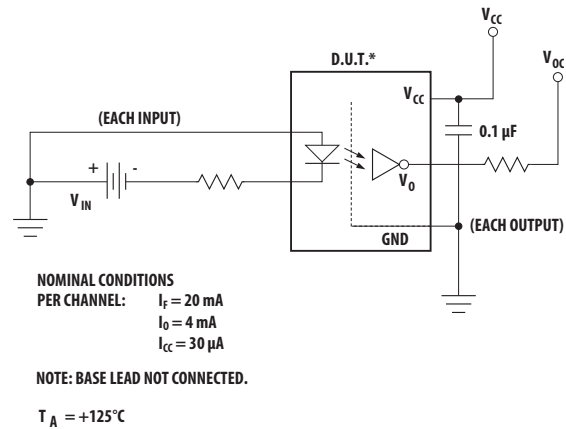 V_CC
D.U.T.*
V_OC
V_CC
(EACH INPUT)
0.1 µF
+ -
V_IN
V_O
(EACH OUTPUT)
GND
NOMINAL CONDITIONS
PER CHANNEL: I_F = 20 mA
I_O = 4 mA
I_CC = 30 µA
NOTE: BASE LEAD NOT CONNECTED.
T_A = +125°C